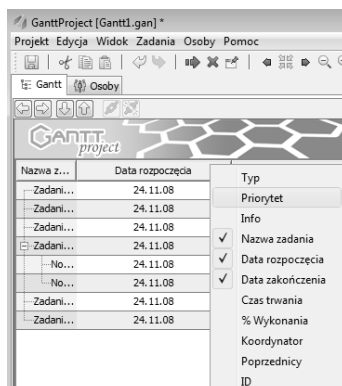 GanttProject [Gantt1.gan] *
Projekt Edycja Widok Zadania Osoby Pomoc
Gantt Osoby
GANTT
project
Nazwa z... Data rozpoczęcia
Zadani... 24.11.08
Zadani... 24.11.08
Zadani... 24.11.08
Zadani... 24.11.08
No... 24.11.08
No... 24.11.08
Zadani... 24.11.08
Zadani... 24.11.08
Typ
Priorytet
Info
Nazwa zadania
Data rozpoczęcia
Data zakończenia
Czas trwania
% Wykonania
Koordynator
Poprzednicy
ID